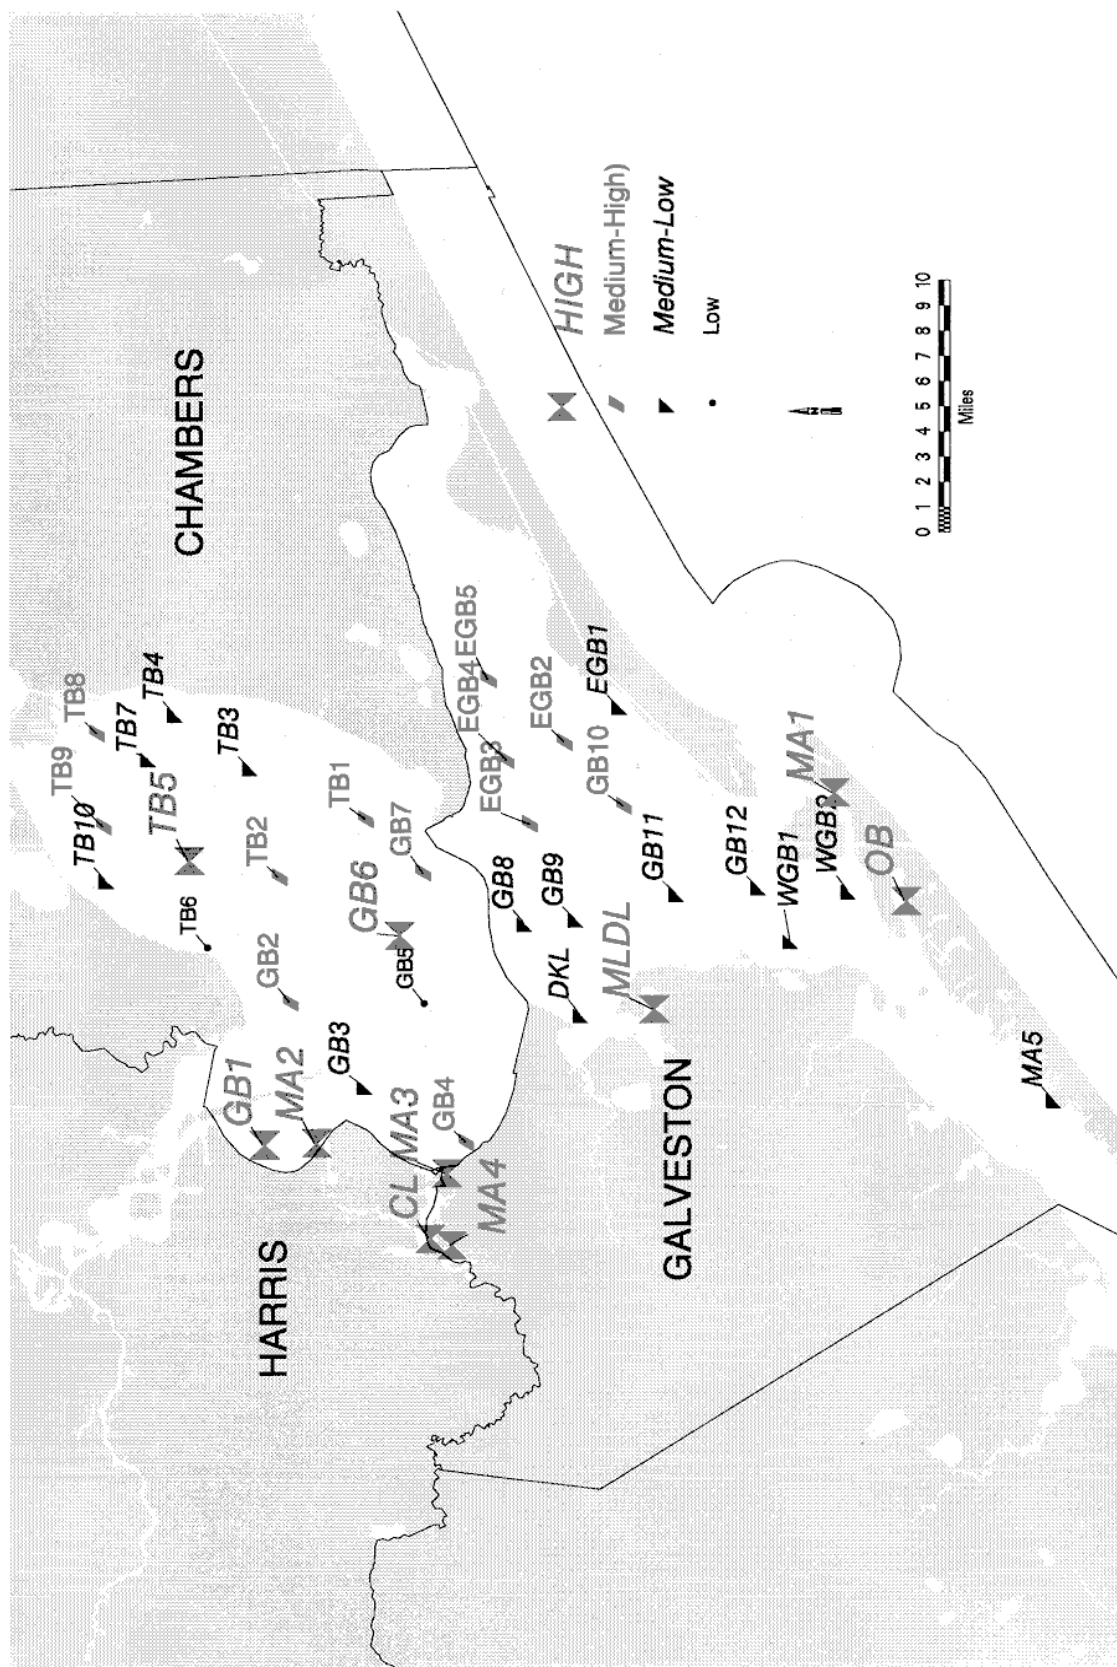 CHAMBERS
HARRIS
GALVESTON
TB8
TB9
TB10
TB7
TB4
TB5
TB3
TB6
TB2
TB1
GB2
GB1
MA2
GB3
GB6
GB7
GB5
MA3
GB4
CL
MA4
EGB5
EGB4
EGB3
EGB2
EGB1
GB10
GB8
GB9
GB11
DKL
MLDL
GB12
WGB1
WGB2
MA1
OB
MA5
HIGH
Medium-High)
Medium-Low
Low
N
0 1 2 3 4 5 6 7 8 9 10
Miles